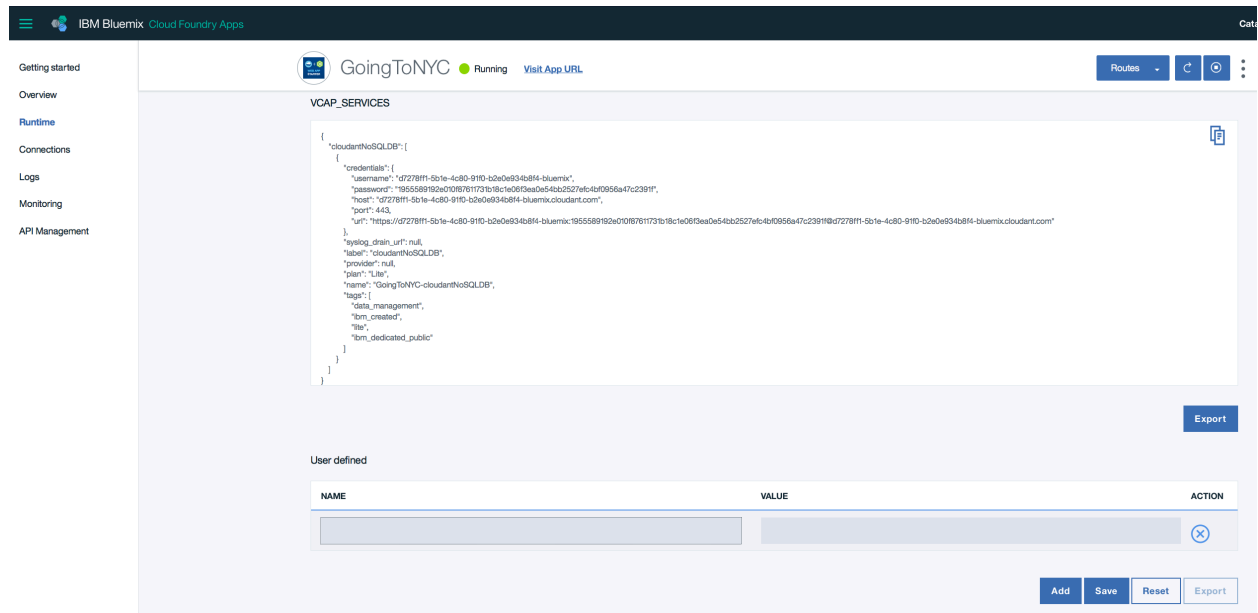 IBM Bluemix Cloud Foundry Apps
Cata
Getting started
Overview
Runtime
Connections
Logs
Monitoring
API Management
GoingToNYC Running Visit App URL
Routes
VCAP_SERVICES
{
"cloudantNoSQLDB": [
{
"credentials": {
"username": "d7278ff1-5b1e-4c80-91f0-b2e0e934b8f4-bluemix",
"password": "1955589192e010f87611731b18c1e06f3ea0e54bb2527efc4bf0956a47c2391f",
"host": "d7278ff1-5b1e-4c80-91f0-b2e0e934b8f4-bluemix.cloudant.com",
"port": 443,
"url": "https://d7278ff1-5b1e-4c80-91f0-b2e0e934b8f4-bluemix:1955589192e010f87611731b18c1e06f3ea0e54bb2527efc4bf0956a47c2391f@d7278ff1-5b1e-4c80-91f0-b2e0e934b8f4-bluemix.cloudant.com"
},
"syslog_drain_url": null,
"label": "cloudantNoSQLDB",
"provider": null,
"plan": "Lite",
"name": "GoingToNYC-cloudantNoSQLDB",
"tags": [
"data_management",
"ibm_created",
"lite",
"ibm_dedicated_public"
]
}
]
}
Export
User defined
NAME VALUE ACTION
Add Save Reset Export